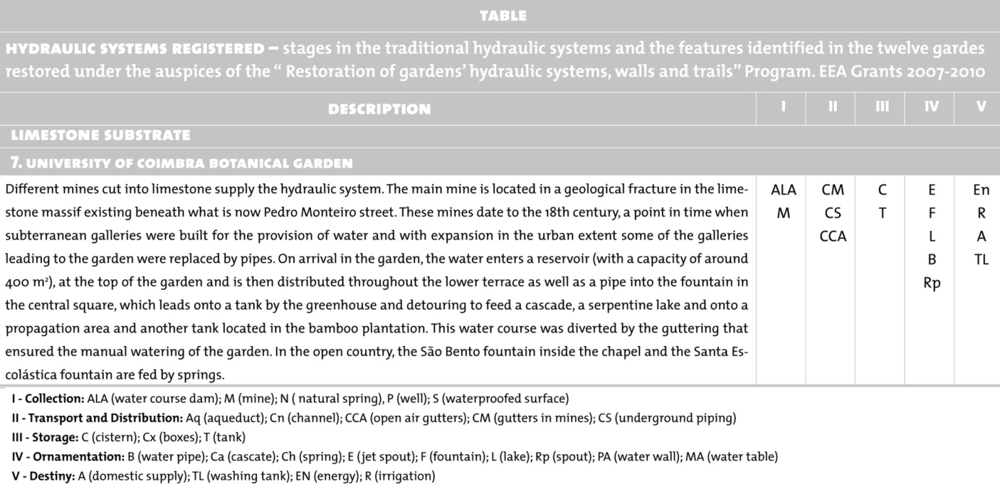 TABLE
HYDRAULIC SYSTEMS REGISTERED – stages in the traditional hydraulic systems and the features identified in the twelve gardes
restored under the auspices of the “ Restoration of gardens’ hydraulic systems, walls and trails” Program. EEA Grants 2007-2010
DESCRIPTION I II III IV V
LIMESTONE SUBSTRATE
7. UNIVERSITY OF COIMBRA BOTANICAL GARDEN
Different mines cut into limestone supply the hydraulic system. The main mine is located in a geological fracture in the lime- ALA CM C E En
stone massif existing beneath what is now Pedro Monteiro street. These mines date to the 18th century, a point in time when M CS T F R
subterranean galleries were built for the provision of water and with expansion in the urban extent some of the galleries CCA L A
leading to the garden were replaced by pipes. On arrival in the garden, the water enters a reservoir (with a capacity of around B TL
400 m²), at the top of the garden and is then distributed throughout the lower terrace as well as a pipe into the fountain in Rp
the central square, which leads onto a tank by the greenhouse and detouring to feed a cascade, a serpentine lake and onto a
propagation area and another tank located in the bamboo plantation. This water course was diverted by the guttering that
ensured the manual watering of the garden. In the open country, the São Bento fountain inside the chapel and the Santa Es-
colástica fountain are fed by springs.
I - Collection: ALA (water course dam); M (mine); N ( natural spring), P (well); S (waterproofed surface)
II - Transport and Distribution: Aq (aqueduct); Cn (channel); CCA (open air gutters); CM (gutters in mines); CS (underground piping)
III - Storage: C (cistern); Cx (boxes); T (tank)
IV - Ornamentation: B (water pipe); Ca (cascate); Ch (spring); E (jet spout); F (fountain); L (lake); Rp (spout); PA (water wall); MA (water table)
V - Destiny: A (domestic supply); TL (washing tank); EN (energy); R (irrigation)